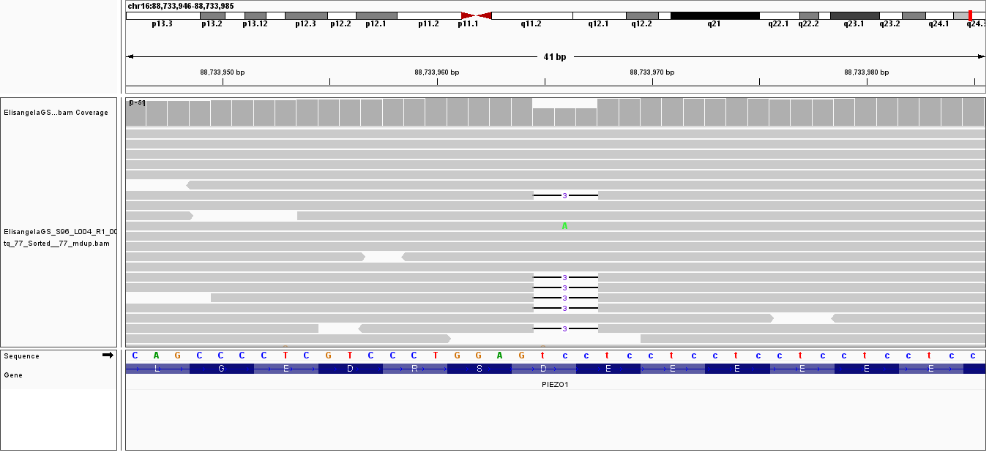 chr16:88,733,946-88,733,985
p13.3 p13.2 p13.12 p12.3 p12.2 p12.1 p11.2 p11.1 q11.2 q12.1 q12.2 q21 q22.1 q22.2 q23.1 q23.2 q24.1 q24.3
41 bp
88,733,950 bp 88,733,960 bp 88,733,970 bp 88,733,980 bp
ElisangelaGS...bam Coverage
3
A
ElisangelaGS_S96_L004_R1_00
tq_77_Sorted__77_mdup.bam
3
3
3
3
3
Sequence
C A G C C C C T C G T C C C T G G A G t c c t c c t c c t c c t c c t c c t c c
Gene
L G E D R S D E E E E E E
PIEZO1